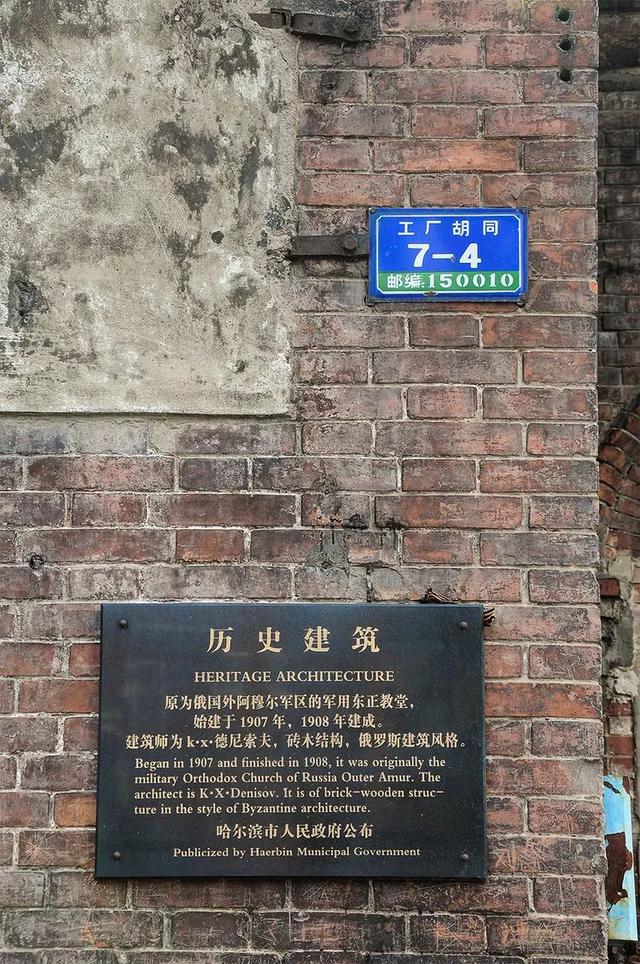 工厂胡同
7-4
邮编:150010
历史建筑
HERITAGE ARCHITECTURE
原为俄国外阿穆尔军区的军用东正教堂，
始建于1907年，1908年建成。
建筑师为k·x·德尼索夫，砖木结构，俄罗斯建筑风格。
Began in 1907 and finished in 1908, it was originally the
military Orthodox Church of Russia Outer Amur. The
architect is K·X·Denisov. It is of brick-wooden struc-
ture in the style of Byzantine architecture.
哈尔滨市人民政府公布
Publicized by Haerbin Municipal Government